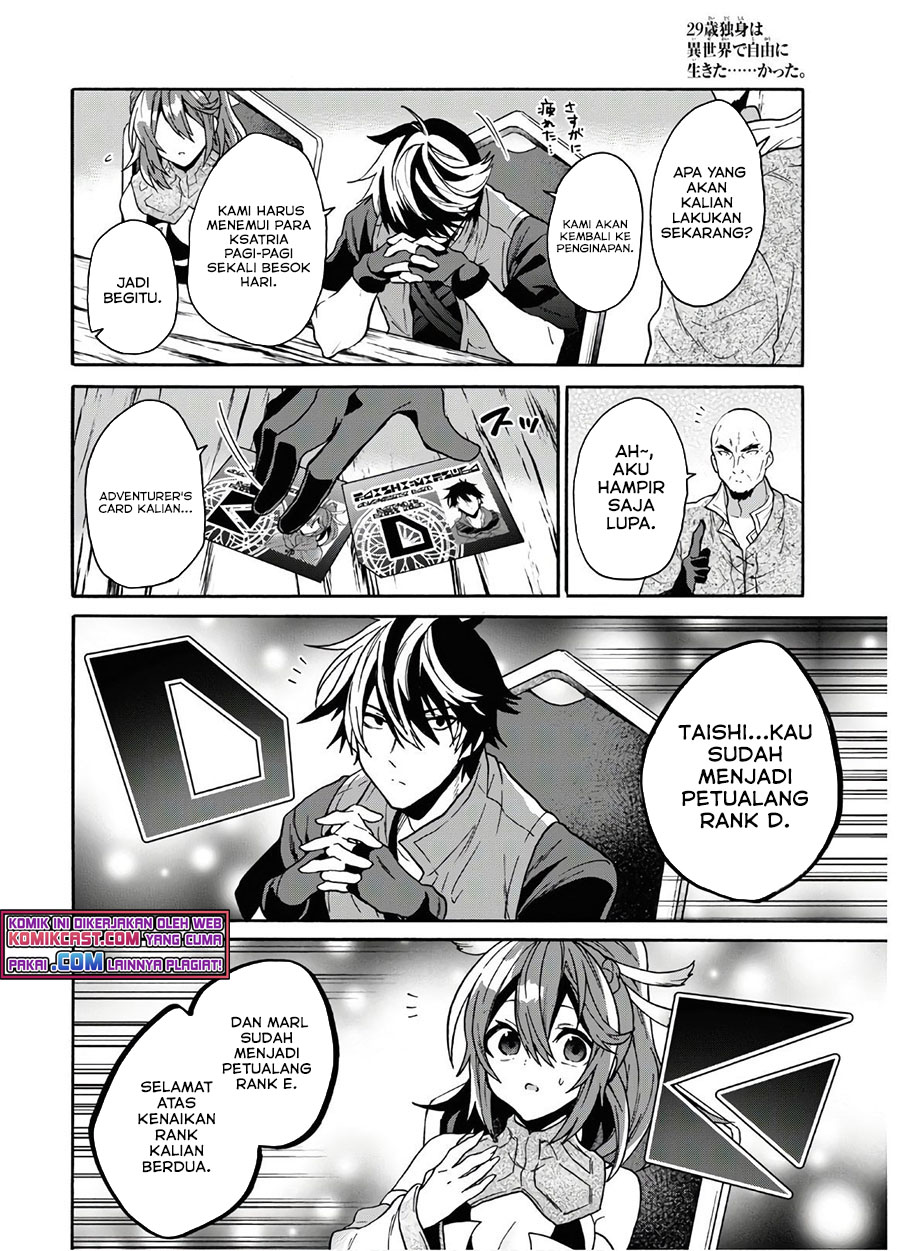 29歳独身は
異世界で自由に
生きた……かった。
APA YANG
AKAN
KALIAN
LAKUKAN
SEKARANG?
さすがに
疲れた…
KAMI AKAN
KEMBALI KE
PENGINAPAN.
KAMI HARUS
MENEMUI PARA
KSATRIA
PAGI-PAGI
SEKALI BESOK
HARI.
JADI
BEGITU.
AH~,
AKU
HAMPIR
SAJA
LUPA.
スッ
ADVENTURER'S
CARD KALIAN...
D
TAISHI...KAU
SUDAH
MENJADI
PETUALANG
RANK D.
D
KOMIK INI DIKERJAKAN OLEH WEB
KOMIKCAST.COM YANG CUMA
PAKAI .COM LAINNYA PLAGIAT!
DAN MARL SUDAH
MENJADI
PETUALANG
RANK E.
SELAMAT
ATAS
KENAIKAN
RANK
KALIAN
BERDUA.